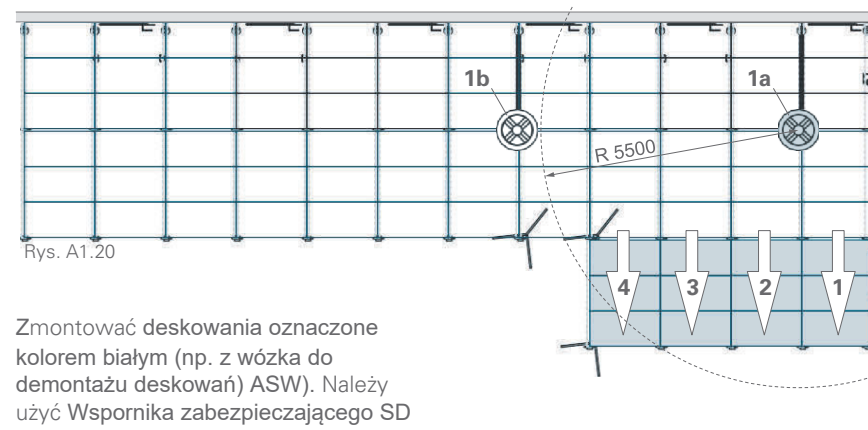 1b
1a
R 5500
Rys. A1.20
4
3
2
1
Zmontować deskowania oznaczone
kolorem białym (np. z wózka do
demontażu deskowań) ASW). Należy
użyć Wspornika zabezpieczającego SD